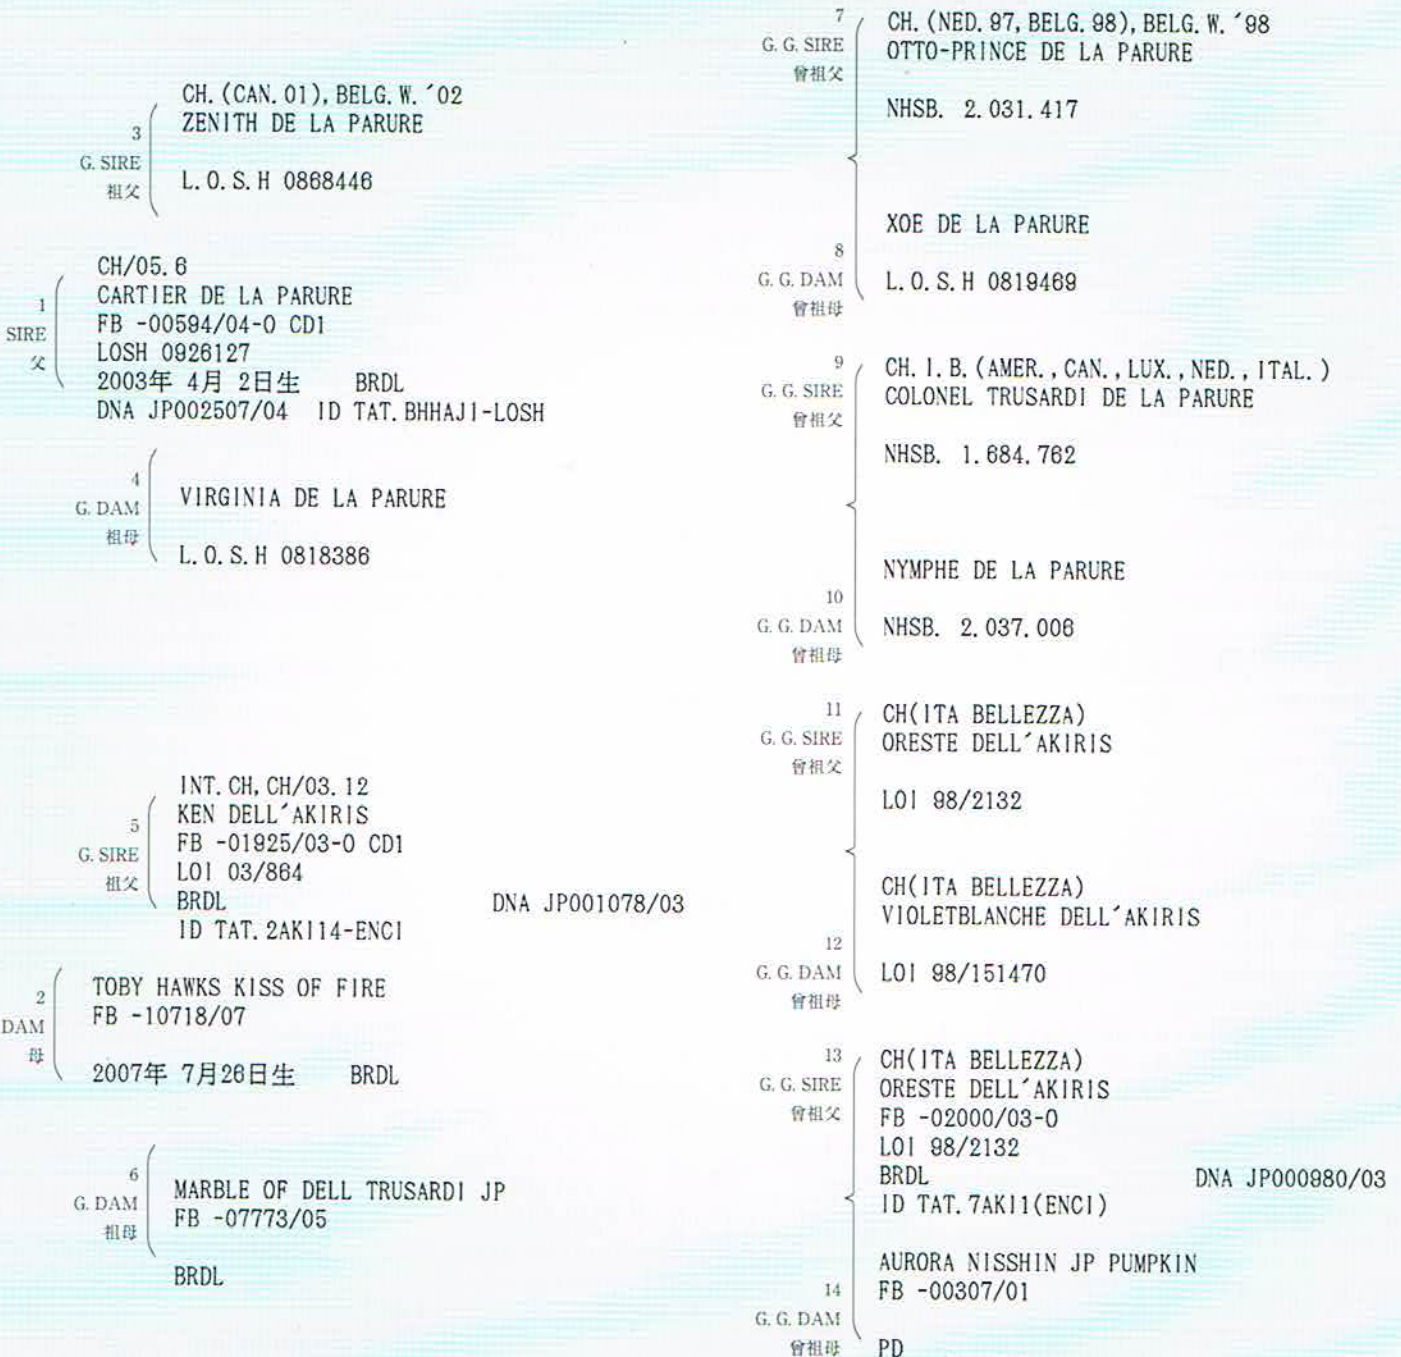 1
SIRE
父
CH/05.6
CARTIER DE LA PARURE
FB -00594/04-0 CD1
LOSH 0926127
2003年 4月 2日生 BRDL
DNA JP002507/04 ID TAT.BHHAJI-LOSH
2
DAM
母
TOBY HAWKS KISS OF FIRE
FB -10718/07
2007年 7月26日生 BRDL
3
G. SIRE
祖父
CH.(CAN.01),BELG.W.´02
ZENITH DE LA PARURE
L.O.S.H 0868446
4
G. DAM
祖母
VIRGINIA DE LA PARURE
L.O.S.H 0818386
5
G. SIRE
祖父
INT.CH,CH/03.12
KEN DELL´AKIRIS
FB -01925/03-0 CD1
LOI 03/864
BRDL DNA JP001078/03
ID TAT.2AKI14-ENCI
6
G. DAM
祖母
MARBLE OF DELL TRUSARDI JP
FB -07773/05
BRDL
7
G. G. SIRE
曾祖父
CH.(NED.97,BELG.98),BELG.W.´98
OTTO-PRINCE DE LA PARURE
NHSB. 2.031.417
8
G. G. DAM
曾祖母
XOE DE LA PARURE
L.O.S.H 0819469
9
G. G. SIRE
曾祖父
CH.I.B.(AMER.,CAN.,LUX.,NED.,ITAL.)
COLONEL TRUSARDI DE LA PARURE
NHSB. 1.684.762
10
G. G. DAM
曾祖母
NYMPHE DE LA PARURE
NHSB. 2.037.006
11
G. G. SIRE
曾祖父
CH(ITA BELLEZZA)
ORESTE DELL´AKIRIS
LOI 98/2132
12
G. G. DAM
曾祖母
CH(ITA BELLEZZA)
VIOLETBLANCHE DELL´AKIRIS
LOI 98/151470
13
G. G. SIRE
曾祖父
CH(ITA BELLEZZA)
ORESTE DELL´AKIRIS
FB -02000/03-0
LOI 98/2132
BRDL DNA JP000980/03
ID TAT.7AKI1(ENCI)
14
G. G. DAM
曾祖母
AURORA NISSHIN JP PUMPKIN
FB -00307/01
PD